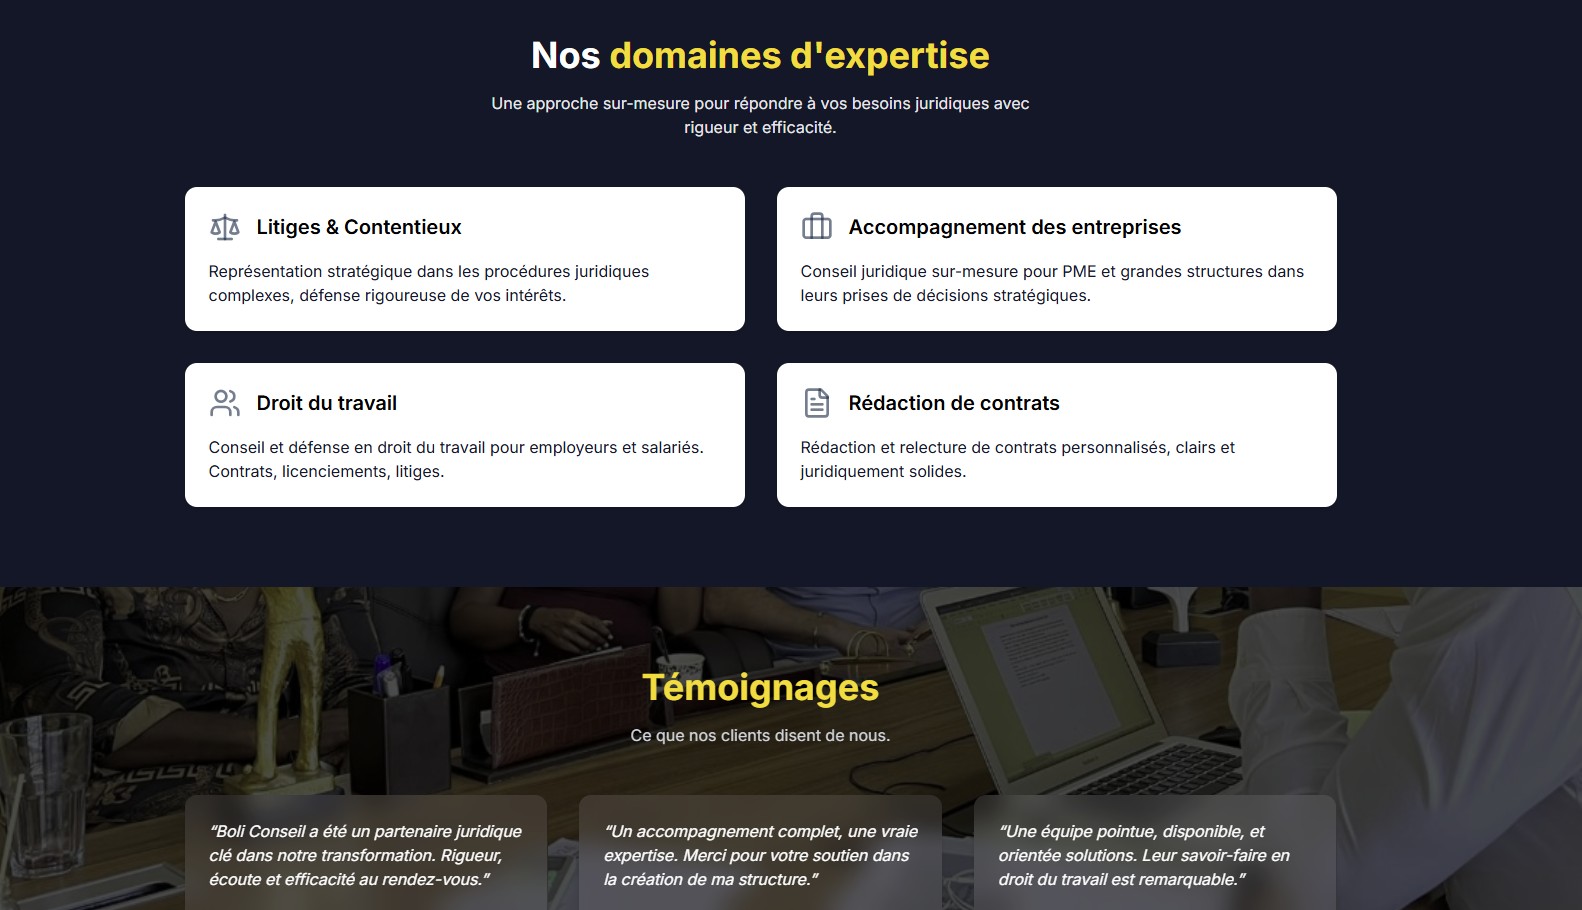 Nos domaines d'expertise
Une approche sur-mesure pour répondre à vos besoins juridiques avec
rigueur et efficacité.
Litiges & Contentieux
Représentation stratégique dans les procédures juridiques
complexes, défense rigoureuse de vos intérêts.
Accompagnement des entreprises
Conseil juridique sur-mesure pour PME et grandes structures dans
leurs prises de décisions stratégiques.
Droit du travail
Conseil et défense en droit du travail pour employeurs et salariés.
Contrats, licenciements, litiges.
Rédaction de contrats
Rédaction et relecture de contrats personnalisés, clairs et
juridiquement solides.
Témoignages
Ce que nos clients disent de nous.
“Boli Conseil a été un partenaire juridique
clé dans notre transformation. Rigueur,
écoute et efficacité au rendez-vous.”
“Un accompagnement complet, une vraie
expertise. Merci pour votre soutien dans
la création de ma structure.”
“Une équipe pointue, disponible, et
orientée solutions. Leur savoir-faire en
droit du travail est remarquable.”